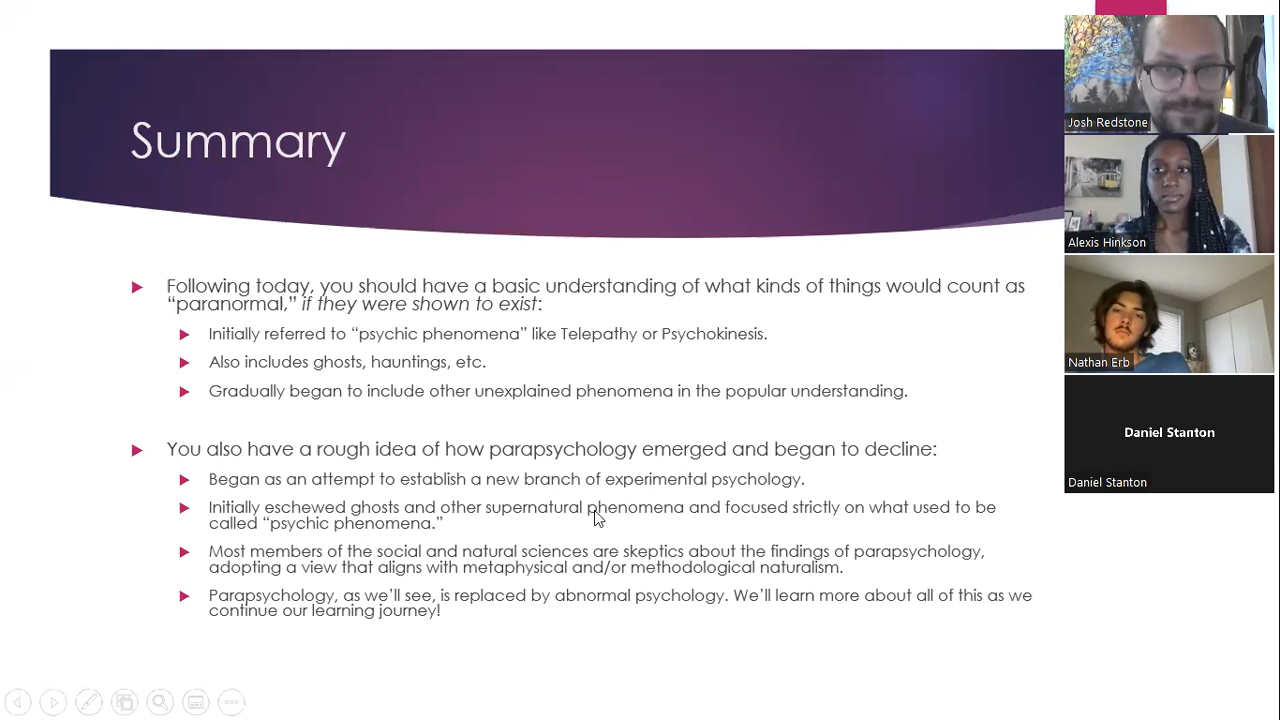 Summary
Following today, you should have a basic understanding of what kinds of things would count as
“paranormal,” if they were shown to exist:
Initially referred to “psychic phenomena” like Telepathy or Psychokinesis.
Also includes ghosts, hauntings, etc.
Gradually began to include other unexplained phenomena in the popular understanding.
You also have a rough idea of how parapsychology emerged and began to decline:
Began as an attempt to establish a new branch of experimental psychology.
Initially eschewed ghosts and other supernatural phenomena and focused strictly on what used to be
called “psychic phenomena.”
Most members of the social and natural sciences are skeptics about the findings of parapsychology,
adopting a view that aligns with metaphysical and/or methodological naturalism.
Parapsychology, as we’ll see, is replaced by abnormal psychology. We’ll learn more about all of this as we
continue our learning journey!
Josh Redstone
Alexis Hinkson
Nathan Erb
Daniel Stanton
Daniel Stanton